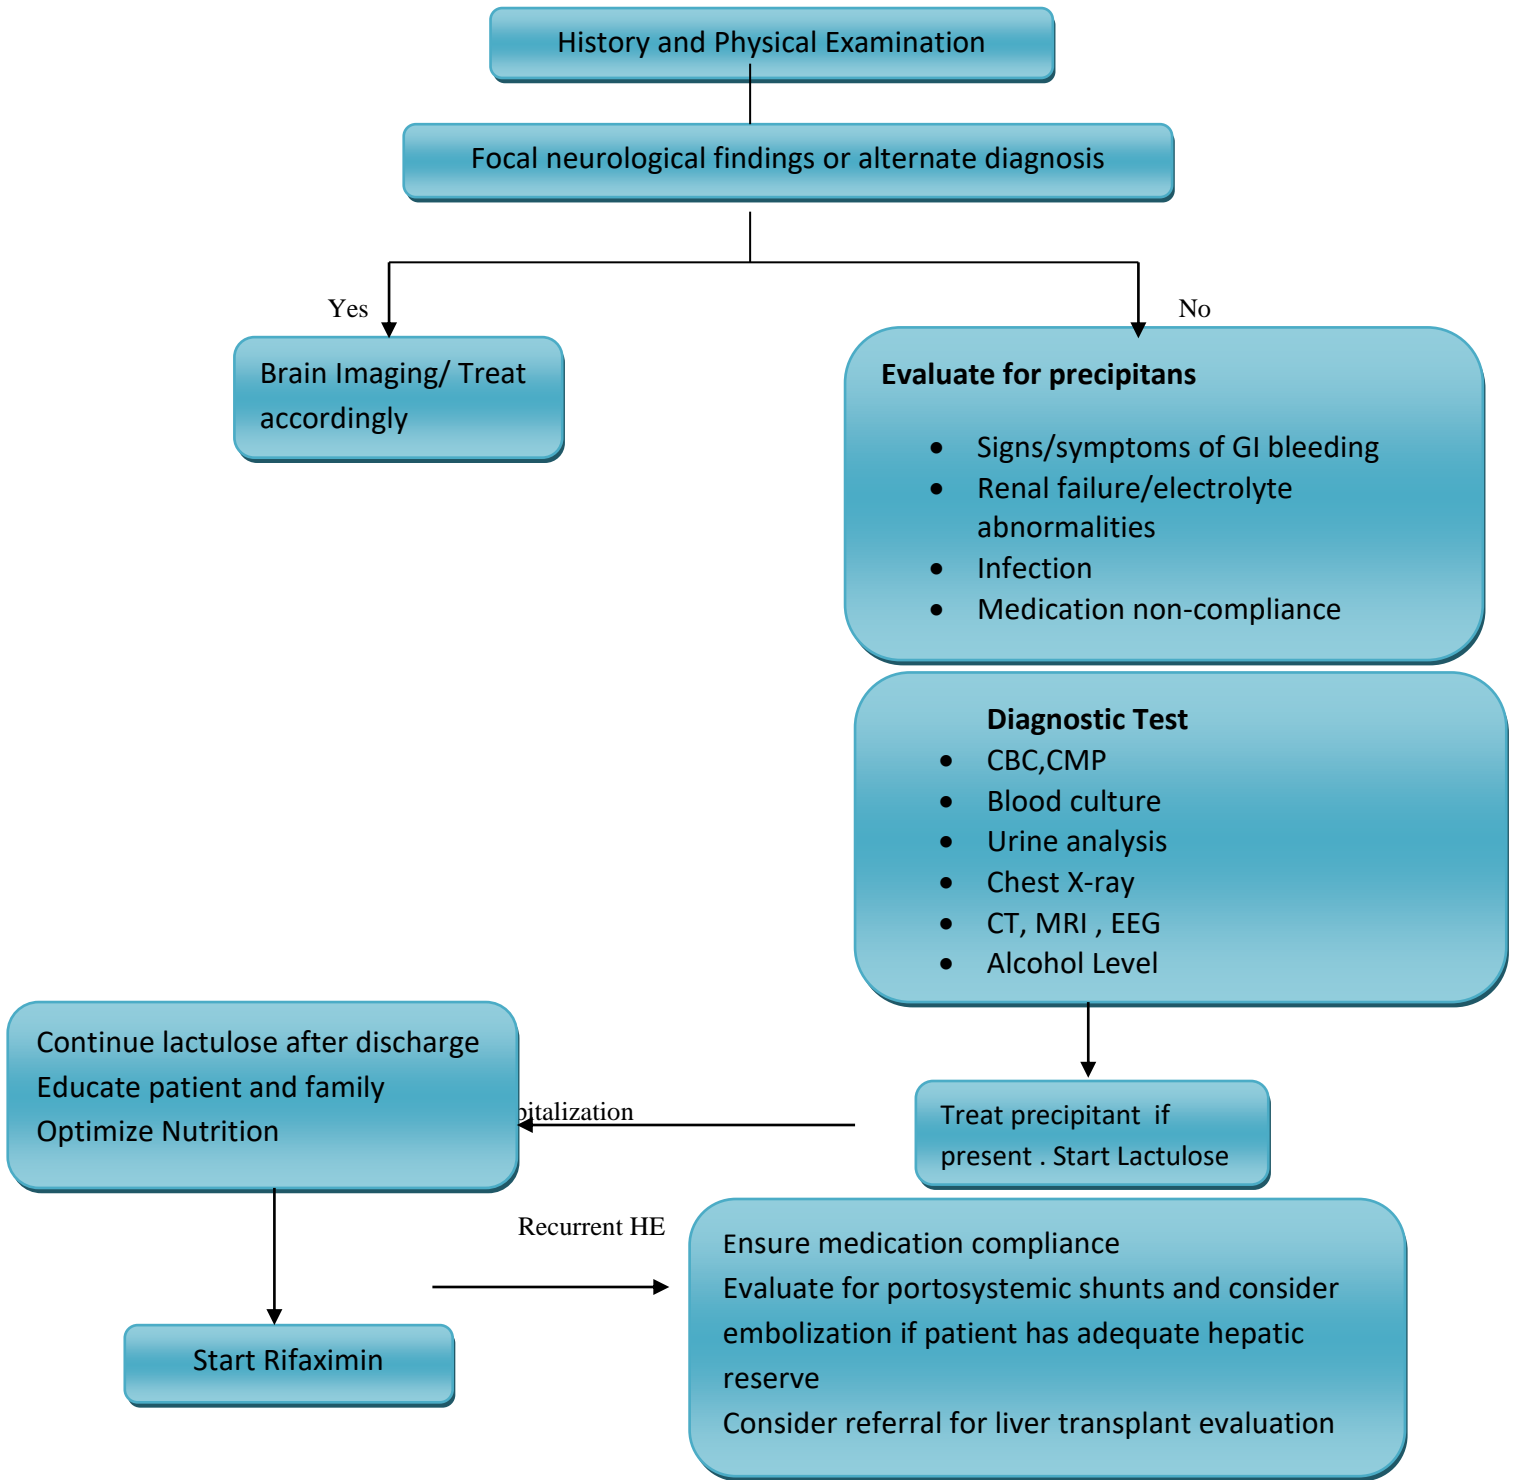 History and Physical Examination
Focal neurological findings or alternate diagnosis
Yes
No
Brain Imaging/ Treat
accordingly
Evaluate for precipitans
• Signs/symptoms of GI bleeding
• Renal failure/electrolyte
abnormalities
• Infection
• Medication non-compliance
Diagnostic Test
• CBC,CMP
• Blood culture
• Urine analysis
• Chest X-ray
• CT, MRI , EEG
• Alcohol Level
Continue lactulose after discharge
Educate patient and family
Optimize Nutrition
pitalization
Treat precipitant if
present . Start Lactulose
Recurrent HE
Start Rifaximin
Ensure medication compliance
Evaluate for portosystemic shunts and consider
embolization if patient has adequate hepatic
reserve
Consider referral for liver transplant evaluation